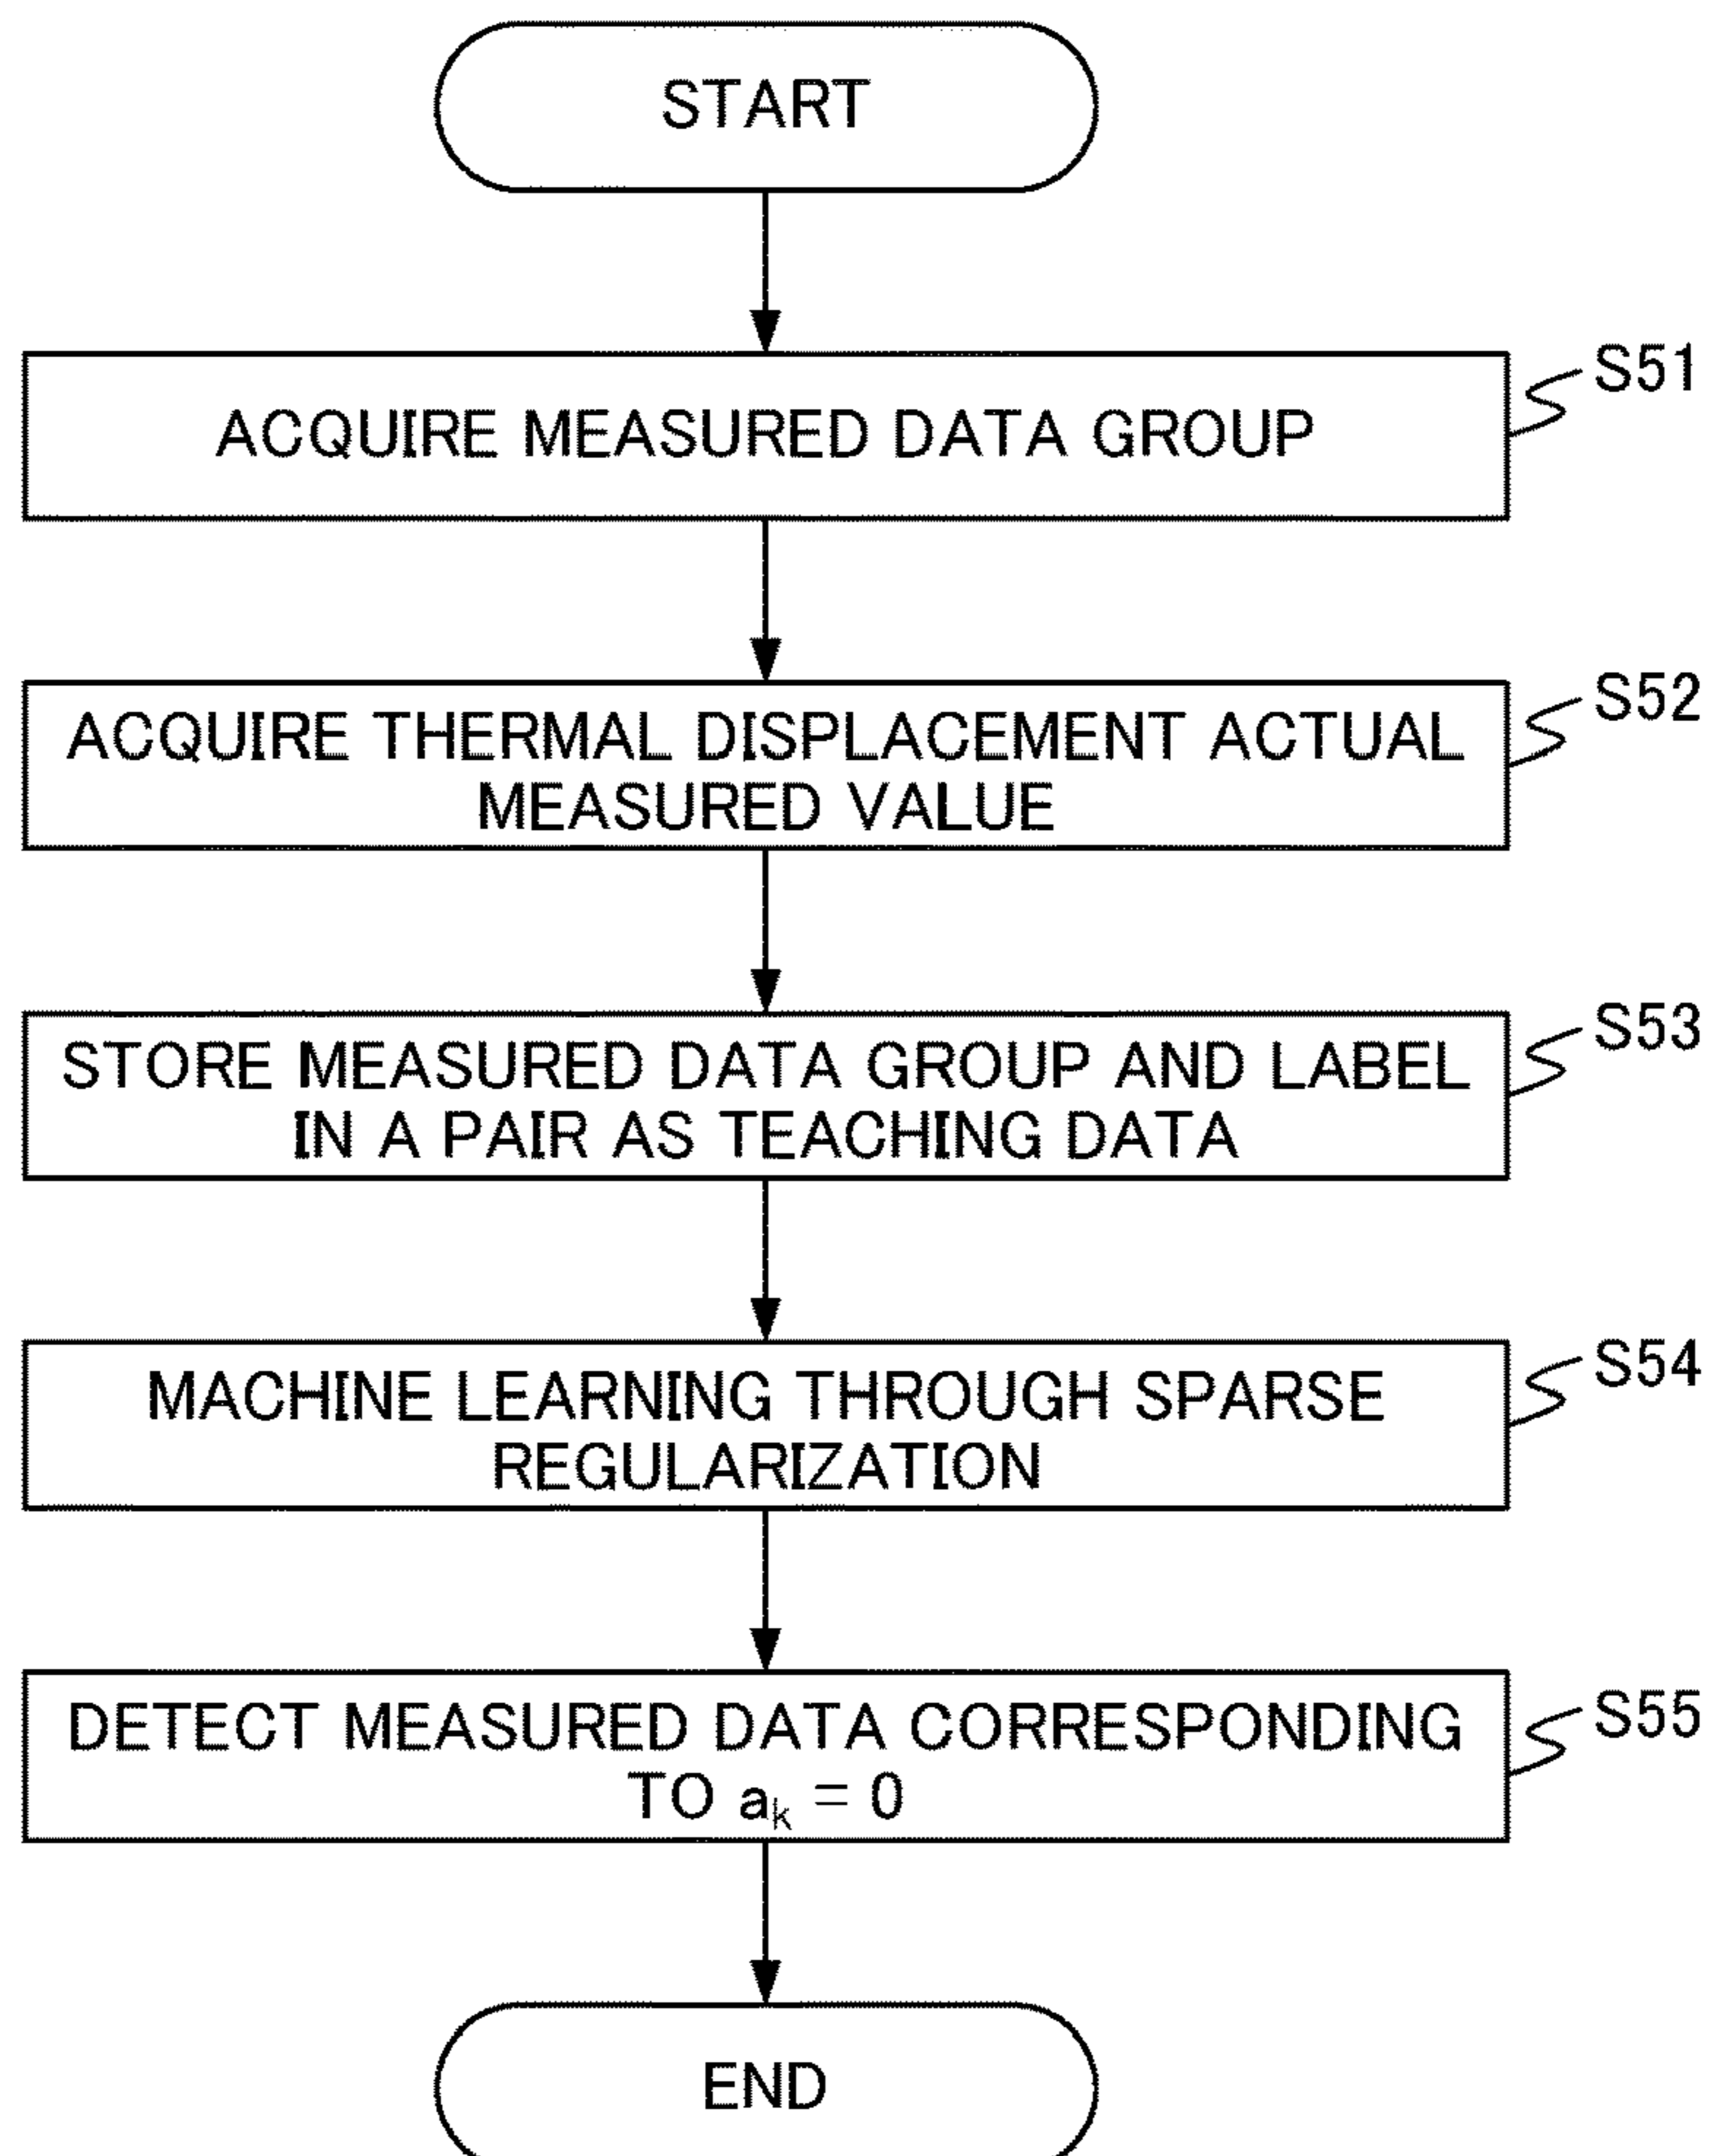 START
S51
ACQUIRE MEASURED DATA GROUP
S52
ACQUIRE THERMAL DISPLACEMENT ACTUAL
MEASURED VALUE
S53
STORE MEASURED DATA GROUP AND LABEL
IN A PAIR AS TEACHING DATA
S54
MACHINE LEARNING THROUGH SPARSE
REGULARIZATION
S55
DETECT MEASURED DATA CORRESPONDING
TO aₖ = 0
END